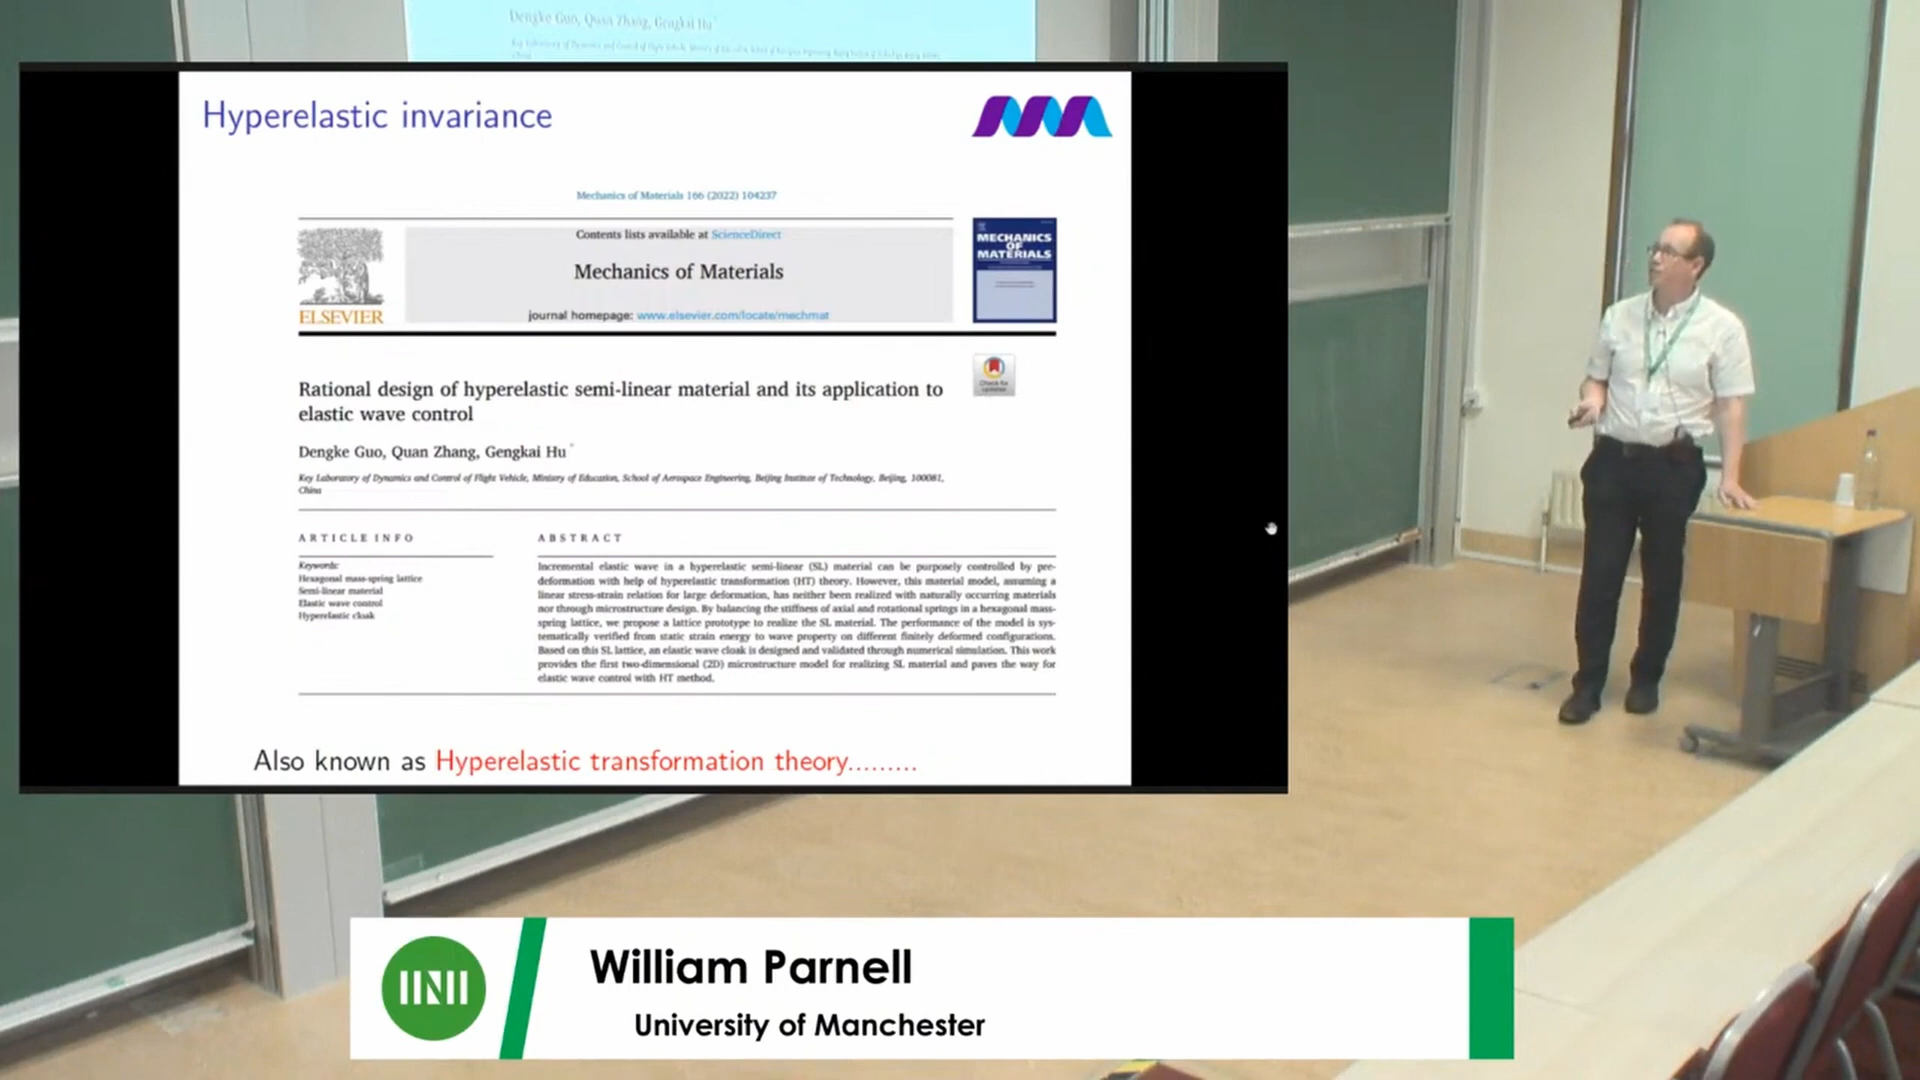 Dengke Guo, Quan Zhang, Gengkai Hu
Hyperelastic invariance
Mechanics of Materials 166 (2022) 104237
Contents lists available at ScienceDirect
Mechanics of Materials
journal homepage: www.elsevier.com/locate/mechmat
ELSEVIER
MECHANICS
OF
MATERIALS
Check for
updates
Rational design of hyperelastic semi-linear material and its application to
elastic wave control
Dengke Guo, Quan Zhang, Gengkai Hu *
Key Laboratory of Dynamics and Control of Flight Vehicle, Ministry of Education, School of Aerospace Engineering, Beijing Institute of Technology, Beijing, 100081,
China
ARTICLE INFO
Keywords:
Hexagonal mass-spring lattice
Semi-linear material
Elastic wave control
Hyperelastic cloak
ABSTRACT
Incremental elastic wave in a hyperelastic semi-linear (SL) material can be purposely controlled by pre-
deformation with help of hyperelastic transformation (HT) theory. However, this material model, assuming a
linear stress-strain relation for large deformation, has neither been realized with naturally occurring materials
nor through microstructure design. By balancing the stiffness of axial and rotational springs in a hexagonal mass-
spring lattice, we propose a lattice prototype to realize the SL material. The performance of the model is sys-
tematically verified from static strain energy to wave property on different finitely deformed configurations.
Based on this SL lattice, an elastic wave cloak is designed and validated through numerical simulation. This work
provides the first two-dimensional (2D) microstructure model for realizing SL material and paves the way for
elastic wave control with HT method.
Also known as Hyperelastic transformation theory.........
William Parnell
University of Manchester